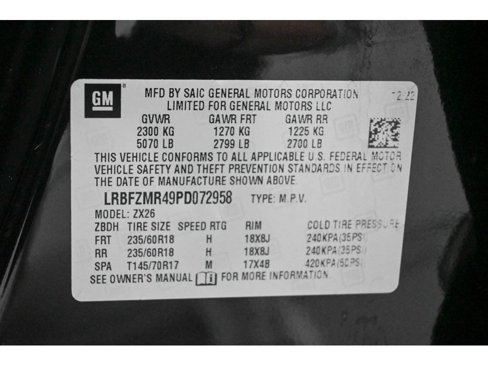 GM
MFD BY SAIC GENERAL MOTORS CORPORATION
LIMITED FOR GENERAL MOTORS LLC
GVWR GAWR FRT GAWR RR
2300 KG 1270 KG 1225 KG
5070 LB 2799 LB 2700 LB
THIS VEHICLE CONFORMS TO ALL APPLICABLE U.S. FEDERAL MOTOR
VEHICLE SAFETY AND THEFT PREVENTION STANDARDS IN EFFECT ON
THE DATE OF MANUFACTURE SHOWN ABOVE.
LRBFZMR49PD072958 TYPE: M.P.V.
MODEL: ZX26
ZBDH TIRE SIZE SPEED RTG RIM COLD TIRE PRESSURE
FRT 235/60R18 H 18X8J 240KPA(35PSI)
RR 235/60R18 H 18X8J 240KPA(35PSI)
SPA T145/70R17 M 17X4B 420KPA(60PSI)
SEE OWNER'S MANUAL FOR MORE INFORMATION.